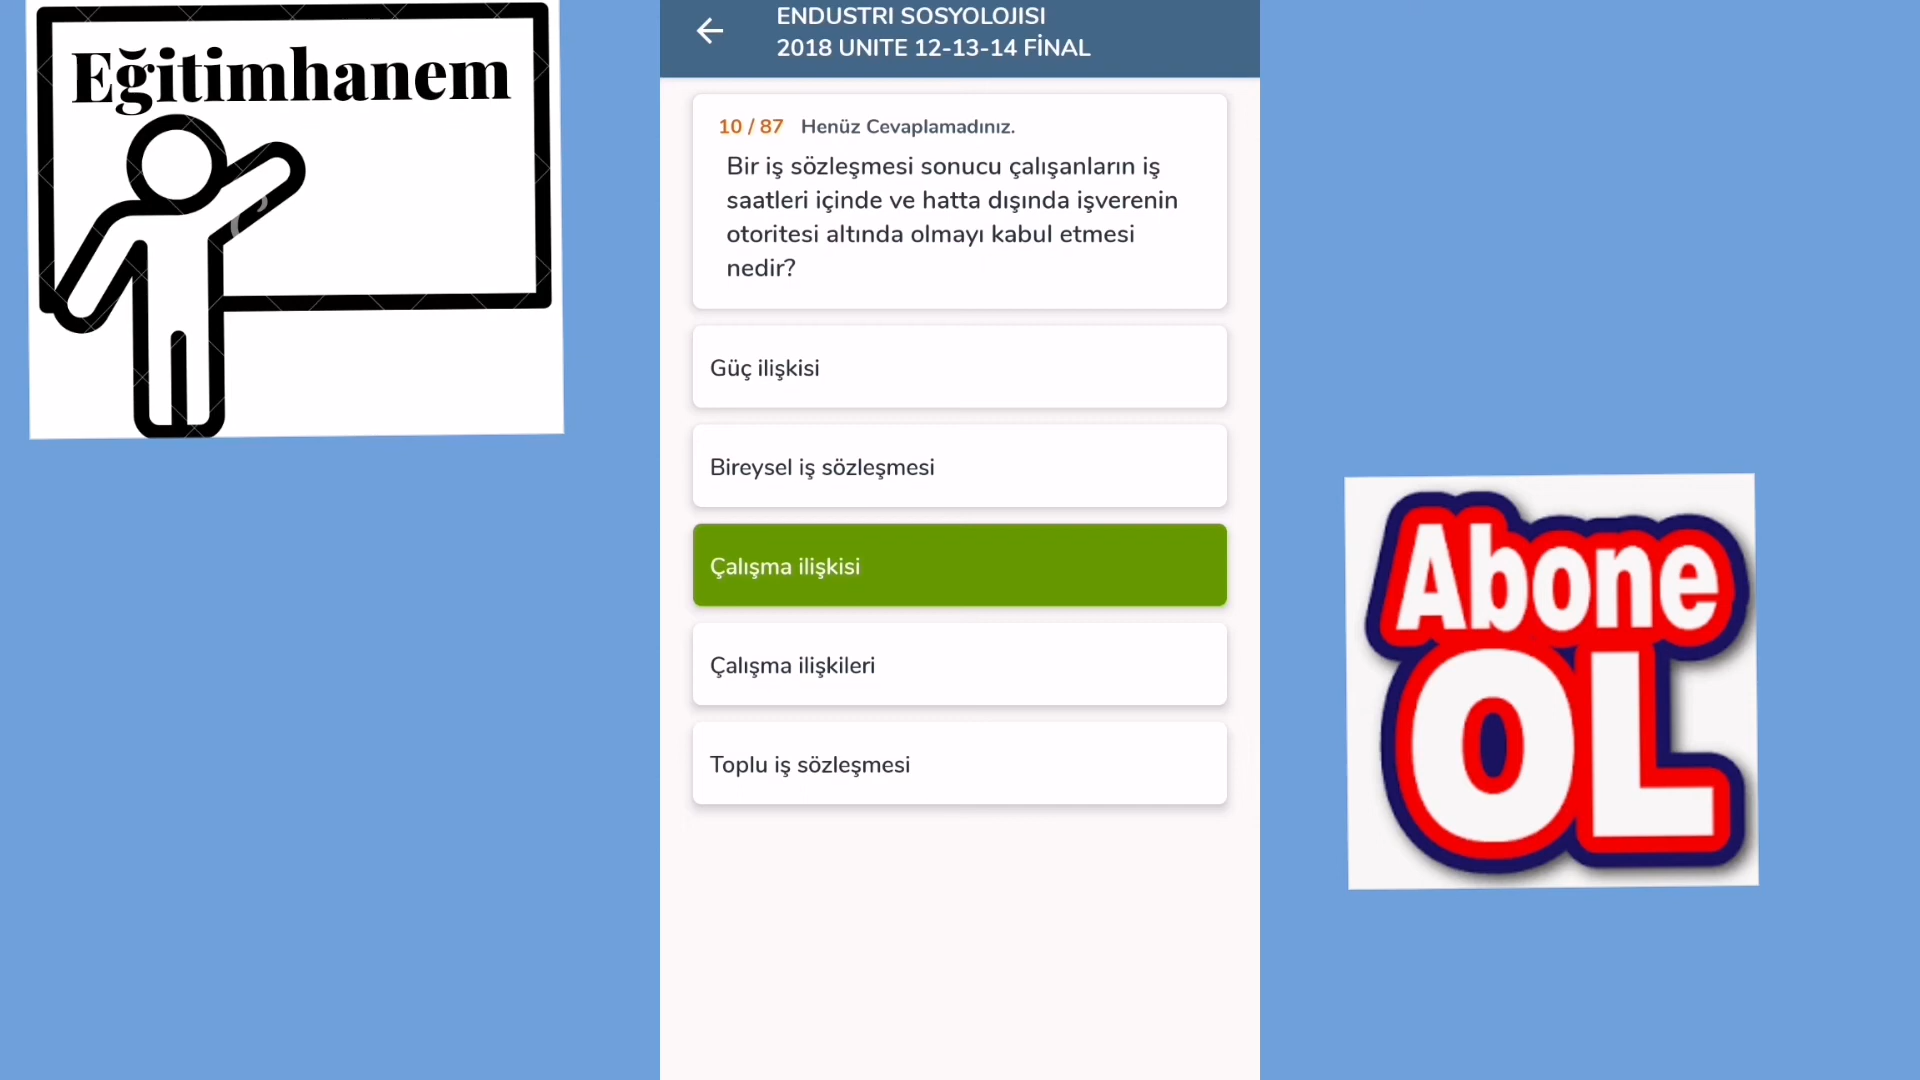 Eğitimhanem
ENDUSTRI SOSYOLOJISI
2018 UNITE 12-13-14 FİNAL
10 / 87 Henüz Cevaplamadınız.
Bir iş sözleşmesi sonucu çalışanların iş
saatleri içinde ve hatta dışında işverenin
otoritesi altında olmayı kabul etmesi
nedir?
Güç ilişkisi
Bireysel iş sözleşmesi
Çalışma ilişkisi
Çalışma ilişkileri
Toplu iş sözleşmesi
Abone
OL